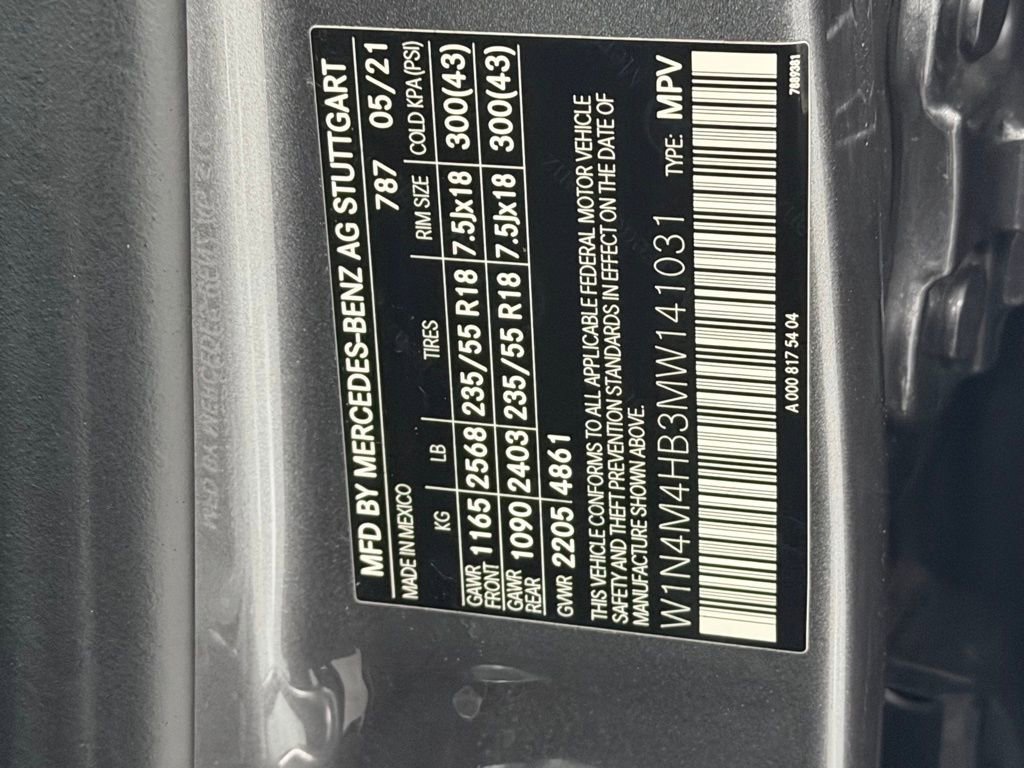 MFD BY MERCEDES-BENZ AG STUTTGART
MADE IN MEXICO 787 05/21
KG LB TIRES RIM SIZE COLD KPA (PSI)
GAWR FRONT 1165 2568 235/55 R18 7.5Jx18 300(43)
GAWR REAR 1090 2403 235/55 R18 7.5Jx18 300(43)
GVWR 2205 4861
THIS VEHICLE CONFORMS TO ALL APPLICABLE FEDERAL MOTOR VEHICLE
SAFETY AND THEFT PREVENTION STANDARDS IN EFFECT ON THE DATE OF
MANUFACTURE SHOWN ABOVE.
W1N4M4HB3MW141031 TYPE: MPV
A 000 817 54 04 7889381